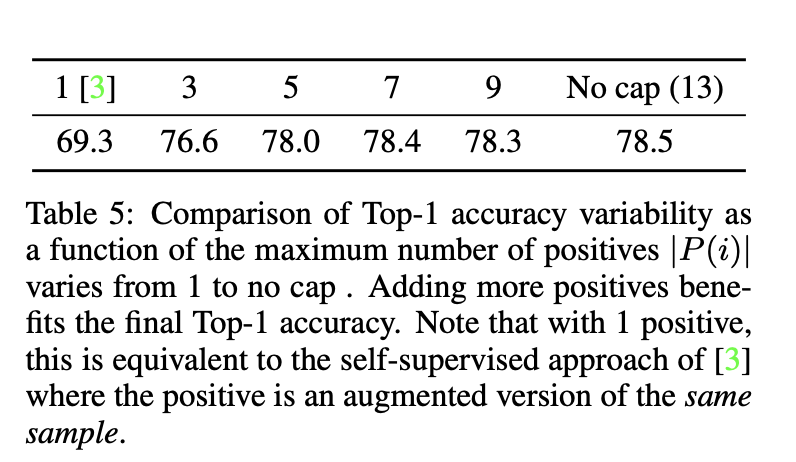 1 [3] 3 5 7 9 No cap (13)
69.3 76.6 78.0 78.4 78.3 78.5
Table 5: Comparison of Top-1 accuracy variability as
a function of the maximum number of positives |P(i)|
varies from 1 to no cap . Adding more positives bene-
fits the final Top-1 accuracy. Note that with 1 positive,
this is equivalent to the self-supervised approach of [3]
where the positive is an augmented version of the same
sample.